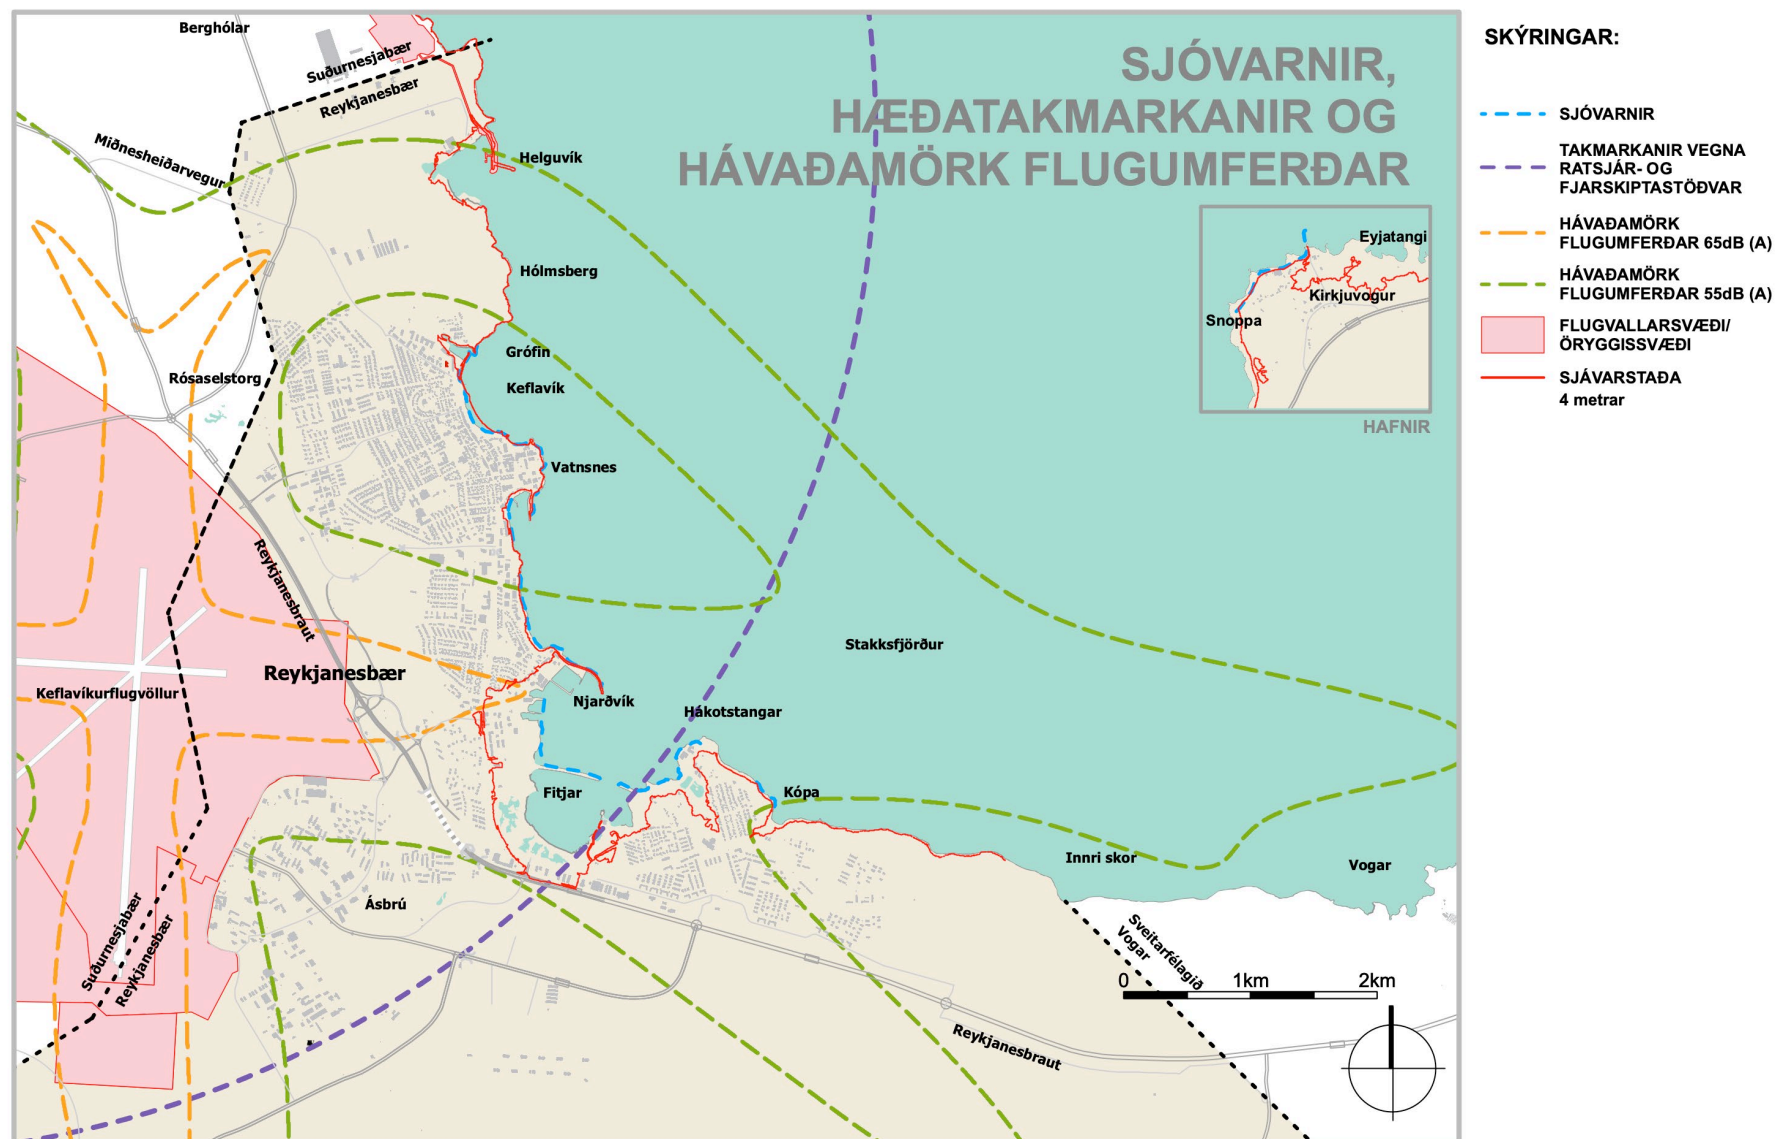 SJÓVARNIR,
HÆÐATAKMARKANIR OG
HÁVAÐAMÖRK FLUGUMFERÐAR
Berghólar
Suðurnesjabær
Reykjanesbær
Miðnesheiðarvegur
Helguvík
Hólmsberg
Grófin
Keflavík
Rósaselstorg
Vatnsnes
Reykjanesbraut
Stakksfjörður
Reykjanesbær
Keflavíkurflugvöllur
Njarðvík
Hákotstangar
Fitjar
Kópa
Innri skor
Vogar
Ásbrú
Suðurnesjabær
Reykjanesbær
Sveitarfélagið
Vogar
0 1km 2km
Reykjanesbraut
Eyjatangi
Kirkjuvogur
Snoppa
HAFNIR
SKÝRINGAR:
SJÓVARNIR
TAKMARKANIR VEGNA
RATSJÁR- OG
FJARSKIPTASTÖÐVAR
HÁVAÐAMÖRK
FLUGUMFERÐAR 65dB (A)
HÁVAÐAMÖRK
FLUGUMFERÐAR 55dB (A)
FLUGVALLARSVÆÐI/
ÖRYGGISSVÆÐI
SJÁVARSTAÐA
4 metrar